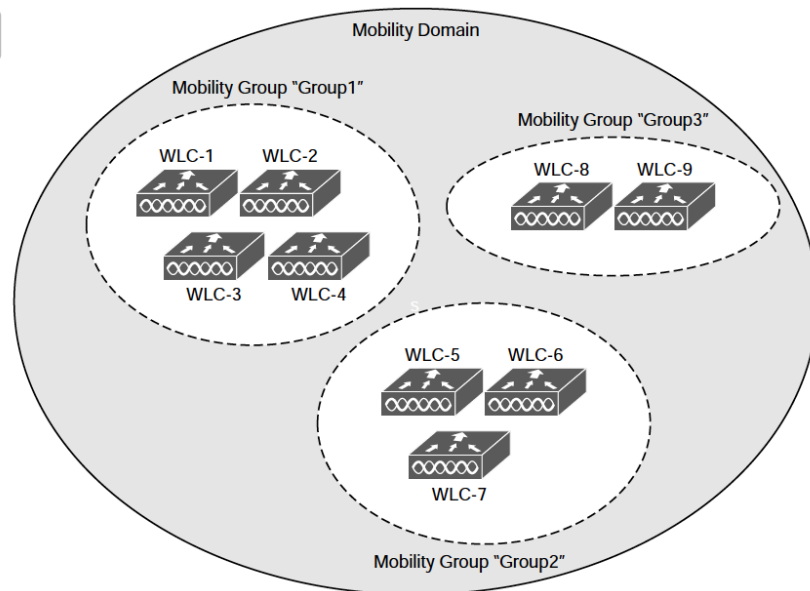 Mobility Domain
Mobility Group "Group1"
Mobility Group "Group3"
WLC-1 WLC-2
WLC-8 WLC-9
WLC-3 WLC-4
s
WLC-5 WLC-6
WLC-7
Mobility Group "Group2"